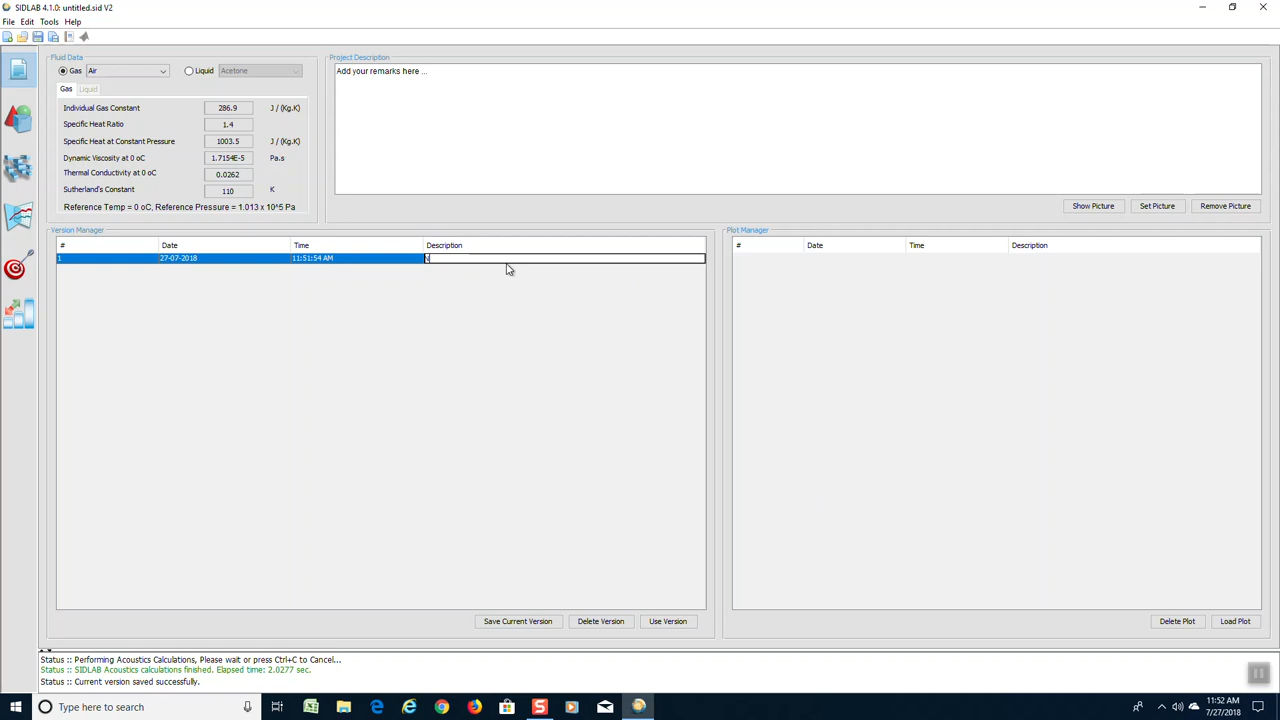 SIDLAB 4.1.0: untitled.sid V2
File Edit Tools Help
Fluid Data
Gas Air Liquid Acetone
Gas Liquid
Individual Gas Constant 286.9 J / (Kg.K)
Specific Heat Ratio 1.4
Specific Heat at Constant Pressure 1003.5 J / (Kg.K)
Dynamic Viscosity at 0 oC 1.7154E-5 Pa.s
Thermal Conductivity at 0 oC 0.0262
Sutherland's Constant 110 K
Reference Temp = 0 oC, Reference Pressure = 1.013 x 10^5 Pa
Project Description
Add your remarks here ...
Show Picture Set Picture Remove Picture
Version Manager
# Date Time Description
1 27-07-2018 11:51:54 AM
Save Current Version Delete Version Use Version
Plot Manager
# Date Time Description
Delete Plot Load Plot
Status :: Performing Acoustics Calculations, Please wait or press Ctrl+C to Cancel...
Status :: SIDLAB Acoustics calculations finished. Elapsed time: 2.0277 sec.
Status :: Current version saved successfully.
Type here to search
11:52 AM
7/27/2018